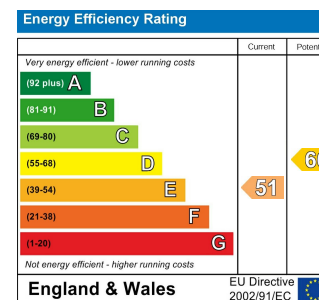 Energy Efficiency Rating
Current
Very energy efficient - lower running costs
(92 plus) A
(81-91) B
(69-80) C
(55-68) D
(39-54) E
51
(21-38) F
(1-20) G
Not energy efficient - higher running costs
England & Wales
EU Directive
2002/91/EC